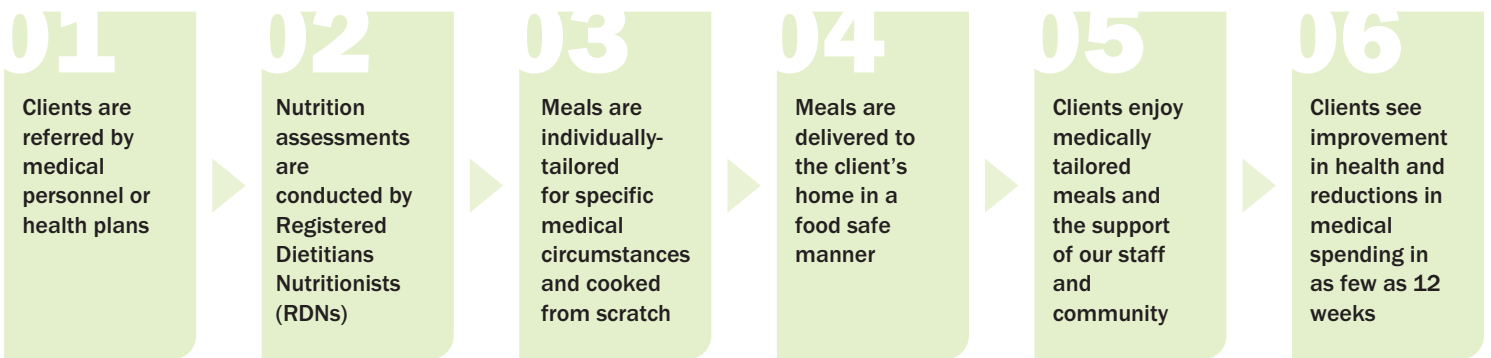 01
Clients are
referred by
medical
personnel or
health plans
02
Nutrition
assessments
are
conducted by
Registered
Dietitians
Nutritionists
(RDNs)
03
Meals are
individually-
tailored
for specific
medical
circumstances
and cooked
from scratch
04
Meals are
delivered to
the client’s
home in a
food safe
manner
05
Clients enjoy
medically
tailored
meals and
the support
of our staff
and
community
06
Clients see
improvement
in health and
reductions in
medical
spending in
as few as 12
weeks